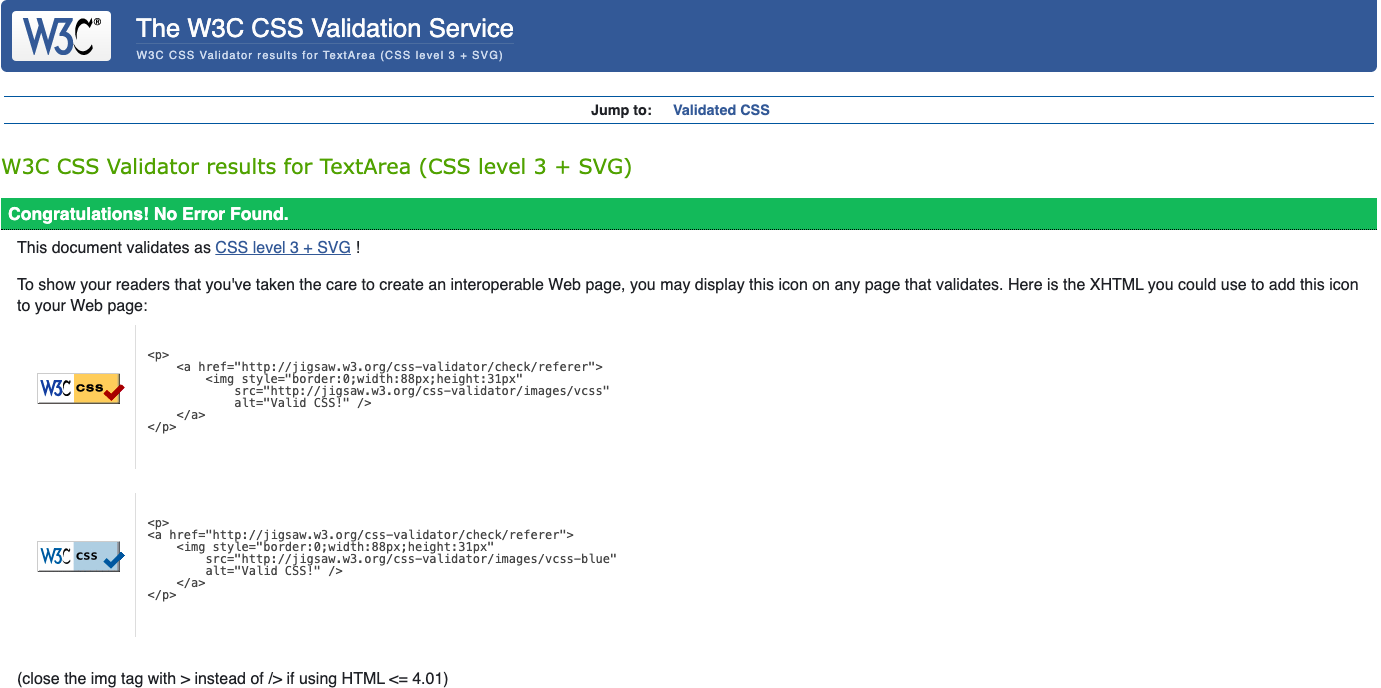 W3C®
The W3C CSS Validation Service
W3C CSS Validator results for TextArea (CSS level 3 + SVG)
Jump to: Validated CSS
W3C CSS Validator results for TextArea (CSS level 3 + SVG)
Congratulations! No Error Found.
This document validates as CSS level 3 + SVG !
To show your readers that you've taken the care to create an interoperable Web page, you may display this icon on any page that validates. Here is the XHTML you could use to add this icon
to your Web page:
W3C css
<p>
    <a href="http://jigsaw.w3.org/css-validator/check/referer">
        <img style="border:0;width:88px;height:31px"
            src="http://jigsaw.w3.org/css-validator/images/vcss"
            alt="Valid CSS!" />
    </a>
</p>
W3C css
<p>
<a href="http://jigsaw.w3.org/css-validator/check/referer">
    <img style="border:0;width:88px;height:31px"
        src="http://jigsaw.w3.org/css-validator/images/vcss-blue"
        alt="Valid CSS!" />
    </a>
</p>
(close the img tag with > instead of /> if using HTML <= 4.01)